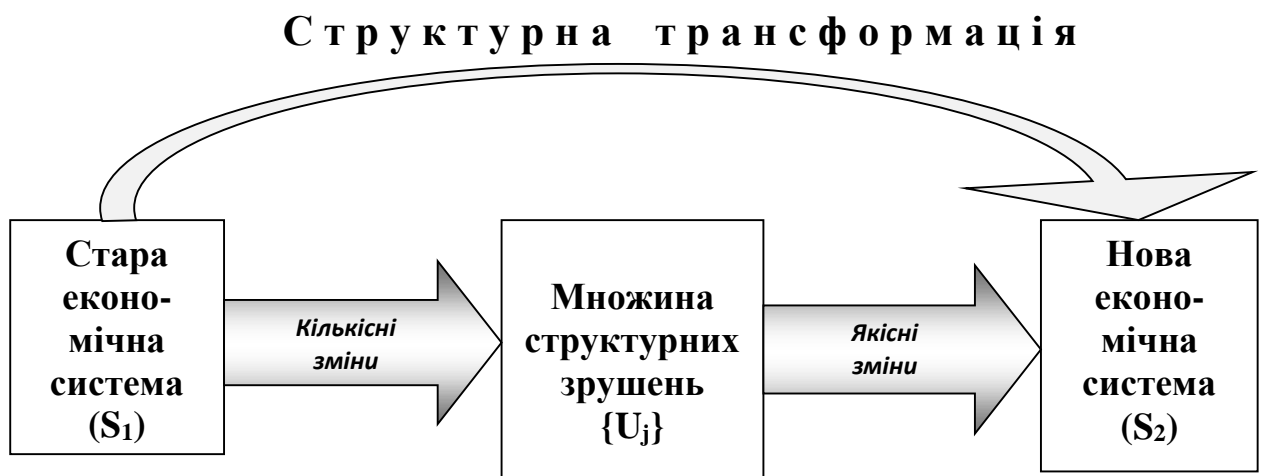 Структурна трансформація
Стара
еконо-
мічна
система
(S₁)
Кількісні
зміни
Множина
структурних
зрушень
{Uⱼ}
Якісні
зміни
Нова
еконо-
мічна
система
(S₂)